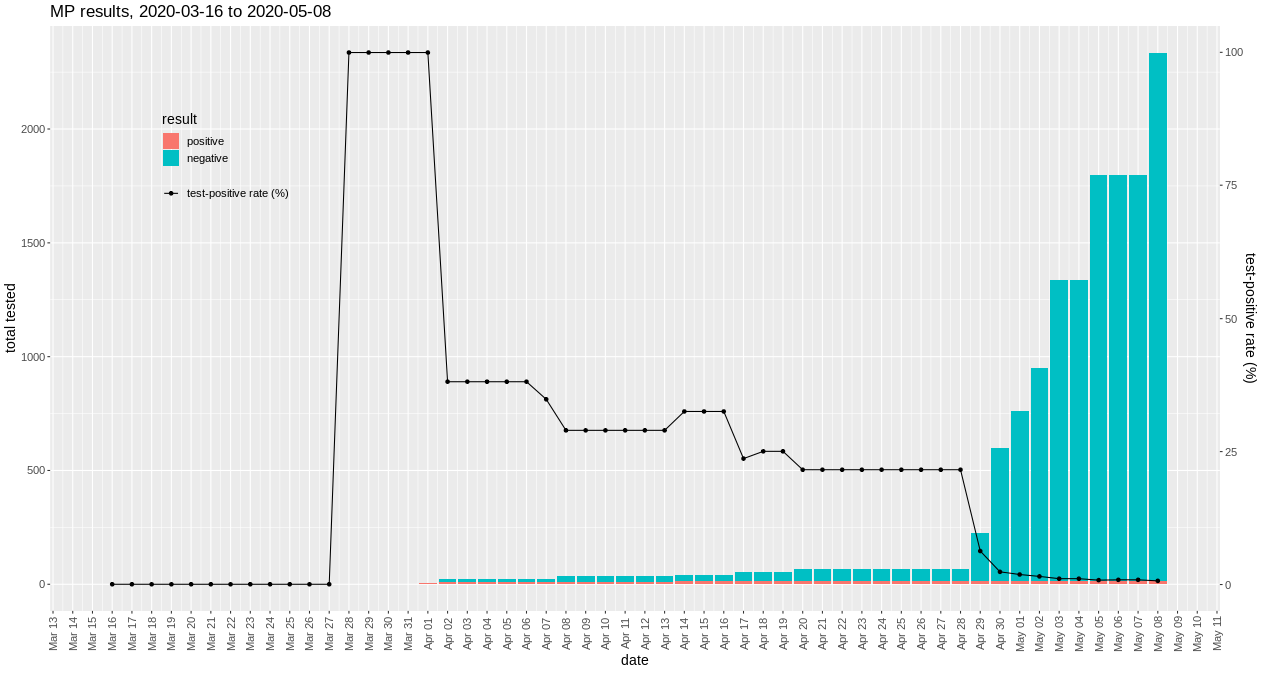 MP results, 2020-03-16 to 2020-05-08
total tested
2000
1500
1000
500
0
result
positive
negative
test-positive rate (%)
100
75
50
25
0
test-positive rate (%)
Mar 13
Mar 14
Mar 15
Mar 16
Mar 17
Mar 18
Mar 19
Mar 20
Mar 21
Mar 22
Mar 23
Mar 24
Mar 25
Mar 26
Mar 27
Mar 28
Mar 29
Mar 30
Mar 31
Apr 01
Apr 02
Apr 03
Apr 04
Apr 05
Apr 06
Apr 07
Apr 08
Apr 09
Apr 10
Apr 11
Apr 12
Apr 13
Apr 14
Apr 15
Apr 16
Apr 17
Apr 18
Apr 19
Apr 20
Apr 21
Apr 22
Apr 23
Apr 24
Apr 25
Apr 26
Apr 27
Apr 28
Apr 29
Apr 30
May 01
May 02
May 03
May 04
May 05
May 06
May 07
May 08
May 09
May 10
May 11
date